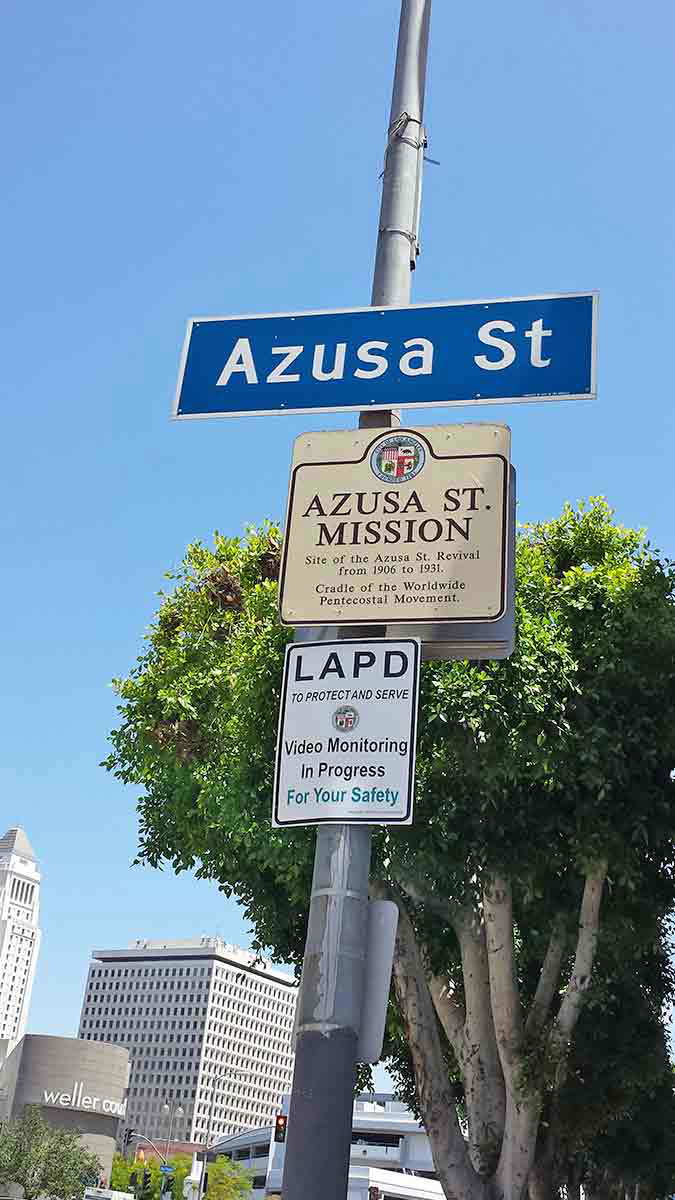 Azusa St
AZUSA ST.
MISSION
Site of the Azusa St. Revival
from 1906 to 1931.
Cradle of the Worldwide
Pentecostal Movement.
LAPD
TO PROTECT AND SERVE
Video Monitoring
In Progress
For Your Safety
weller